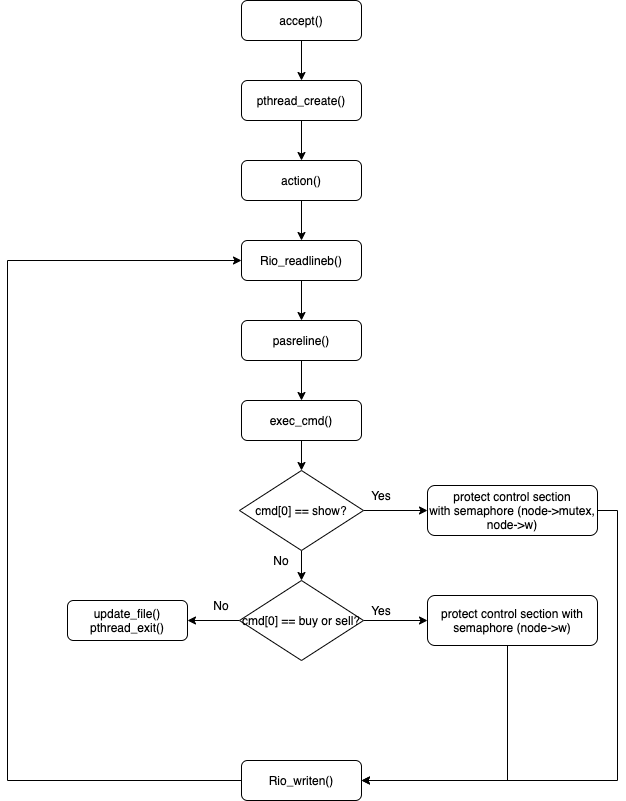 accept()
pthread_create()
action()
Rio_readlineb()
pasreline()
exec_cmd()
cmd[0] == show?
Yes
protect control section
with semaphore (node->mutex,
node->w)
No
cmd[0] == buy or sell?
Yes
protect control section with
semaphore (node->w)
No
update_file()
pthread_exit()
Rio_writen()